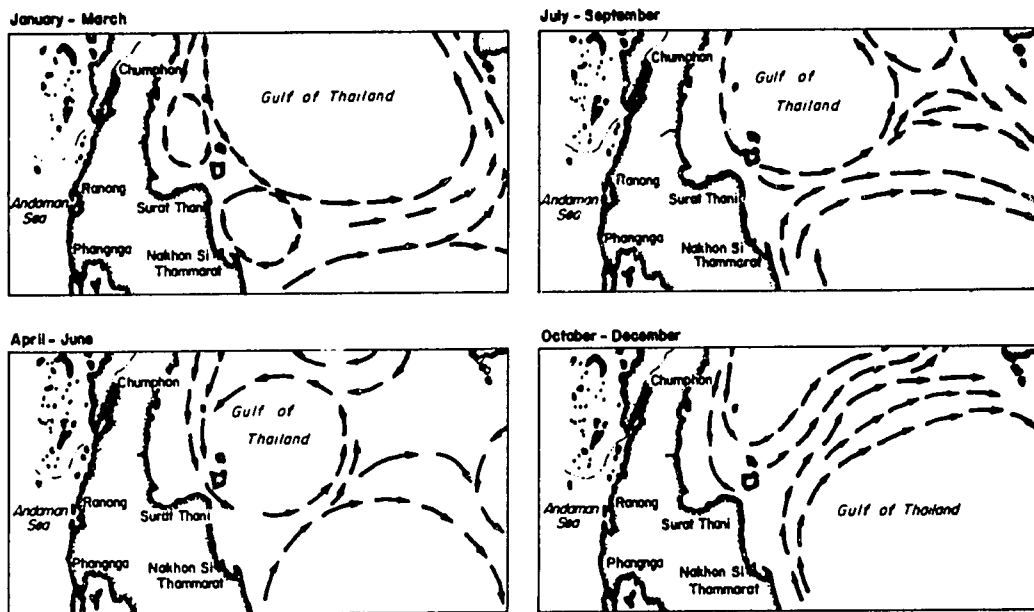 January - March
Chumphon
Gulf of Thailand
Ranong
Andaman
Sea
Surat Thani
Phangnga
Nakhon Si
Thammarat
July - September
Chumphon
Gulf of
Thailand
Ranong
Andaman
Sea
Surat Thani
Phangnga
Nakhon Si
Thammarat
April - June
Chumphon
Gulf of
Thailand
Ranong
Andaman
Sea
Surat Thani
Phangnga
Nakhon Si
Thammarat
October - December
Chumphon
Ranong
Andaman
Sea
Gulf of Thailand
Surat Thani
Phangnga
Nakhon Si
Thammarat